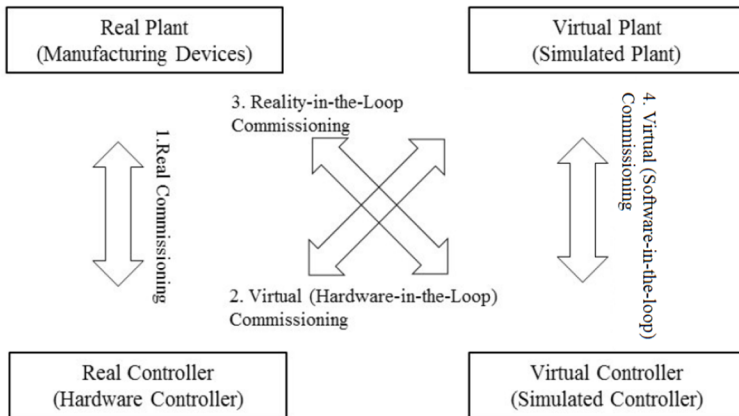 Real Plant
(Manufacturing Devices)
Virtual Plant
(Simulated Plant)
3. Reality-in-the-Loop
Commissioning
1.Real Commissioning
4. Virtual (Software-in-the-loop)
Commissioning
2. Virtual (Hardware-in-the-Loop)
Commissioning
Real Controller
(Hardware Controller)
Virtual Controller
(Simulated Controller)